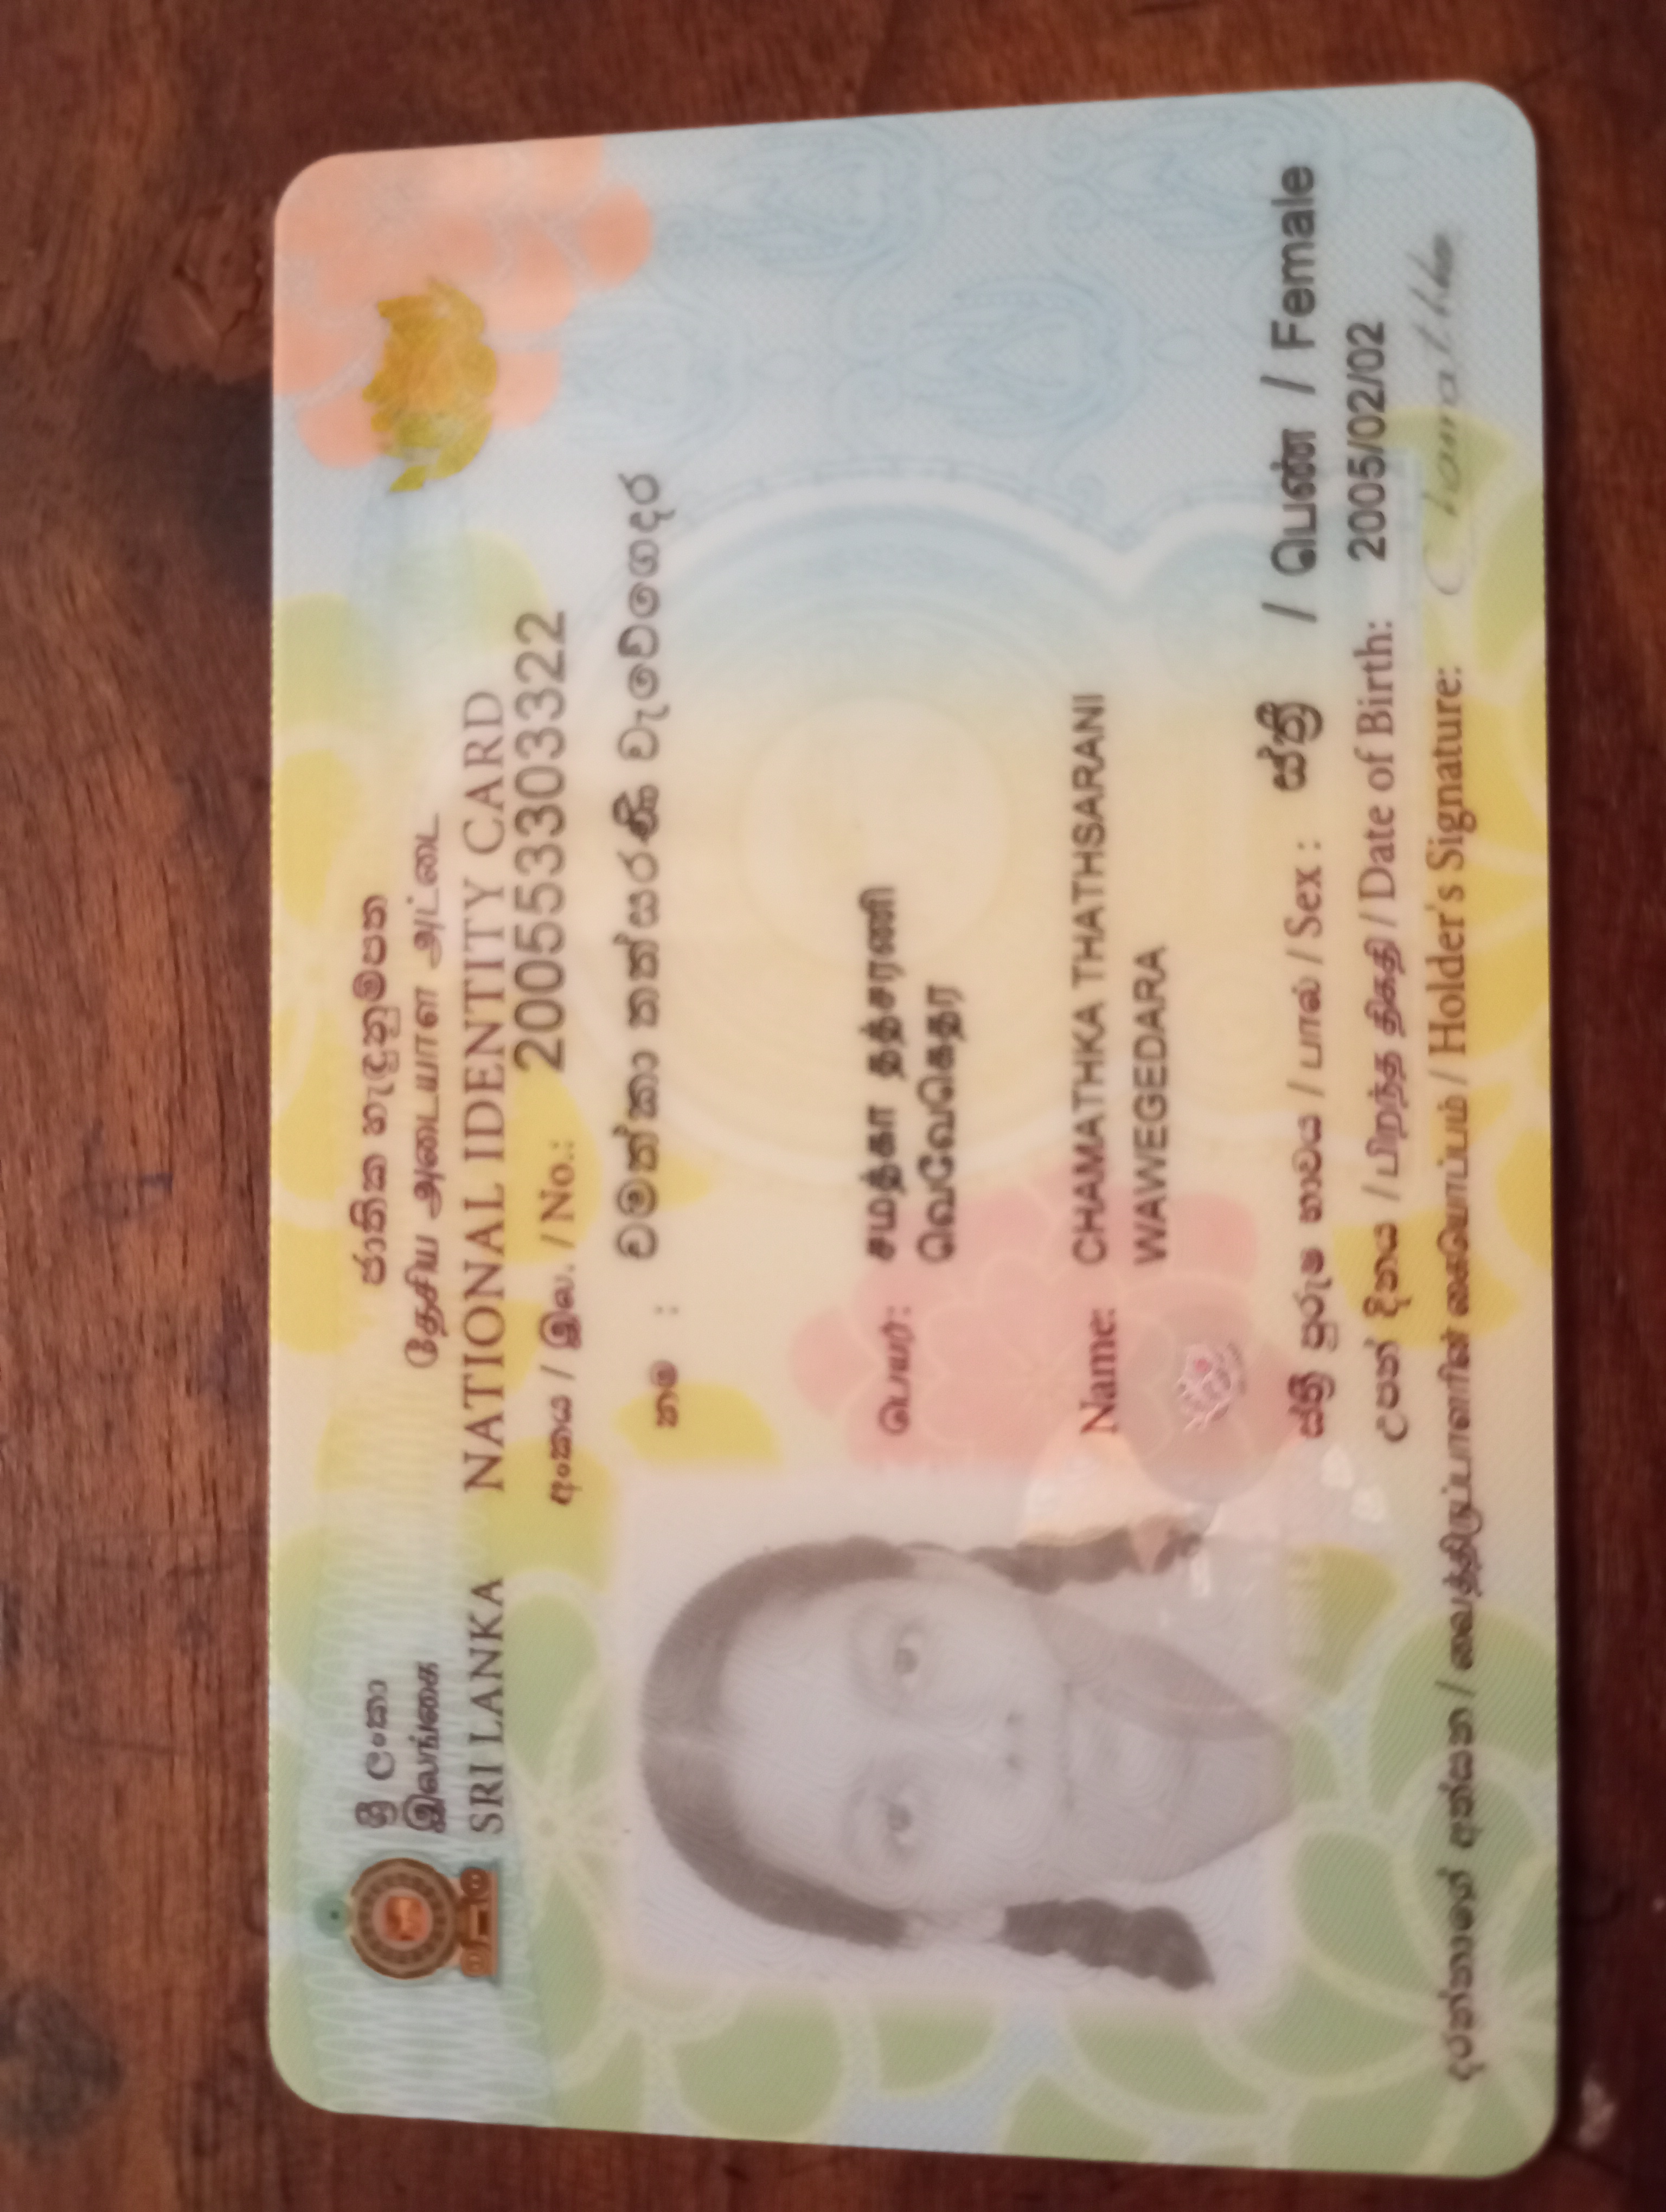 ශ්‍රී ලංකා ජාතික හැඳුනුම්පත
இலங்கை தேசிய அடையாள அட்டை
SRI LANKA NATIONAL IDENTITY CARD
අංකය / இல. / No.: 200553303322
නම : චමත්කා තත්සරණී වැවේගෙදර
பெயர்: சமத்கா தத்சரணி
வெவேகெதர
Name: CHAMATHKA THATHSARANI
WAWEGEDARA
ස්ත්‍රී පුරුෂ භාවය / பால் / Sex : ස්ත්‍රී / பெண் / Female
උපන් දිනය / பிறந்த திகதி / Date of Birth: 2005/02/02
දරන්නාගේ අත්සන / வைத்திருப்பாளரின் கையொப்பம் / Holder's Signature: